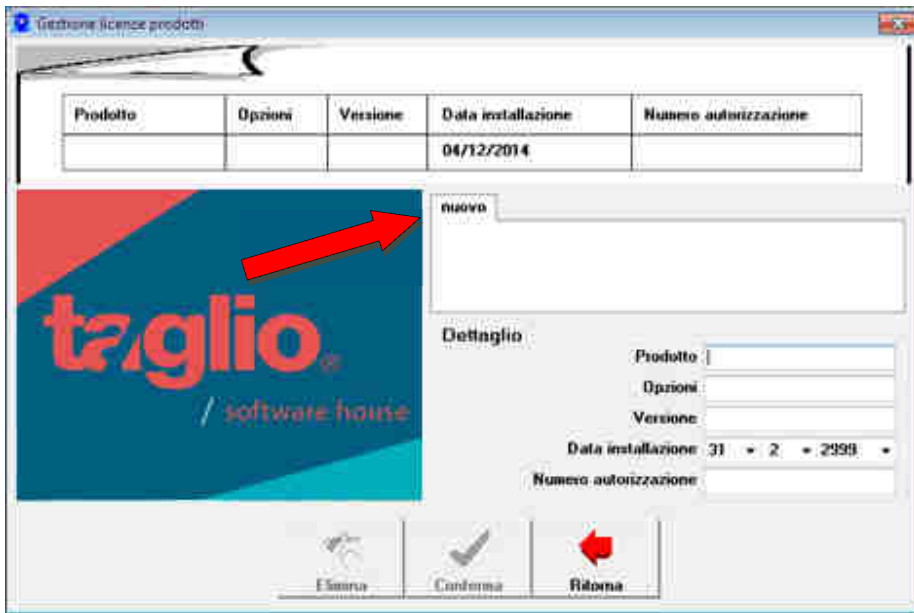 Gestione licenze prodotti
Prodotto Opzioni Versione Data installazione Numero autorizzazione
04/12/2014
nuovo
taglio®
/ software house
Dettaglio
Prodotto
Opzioni
Versione
Data installazione 31 2 2999
Numero autorizzazione
Elimina Conferma Ritorna